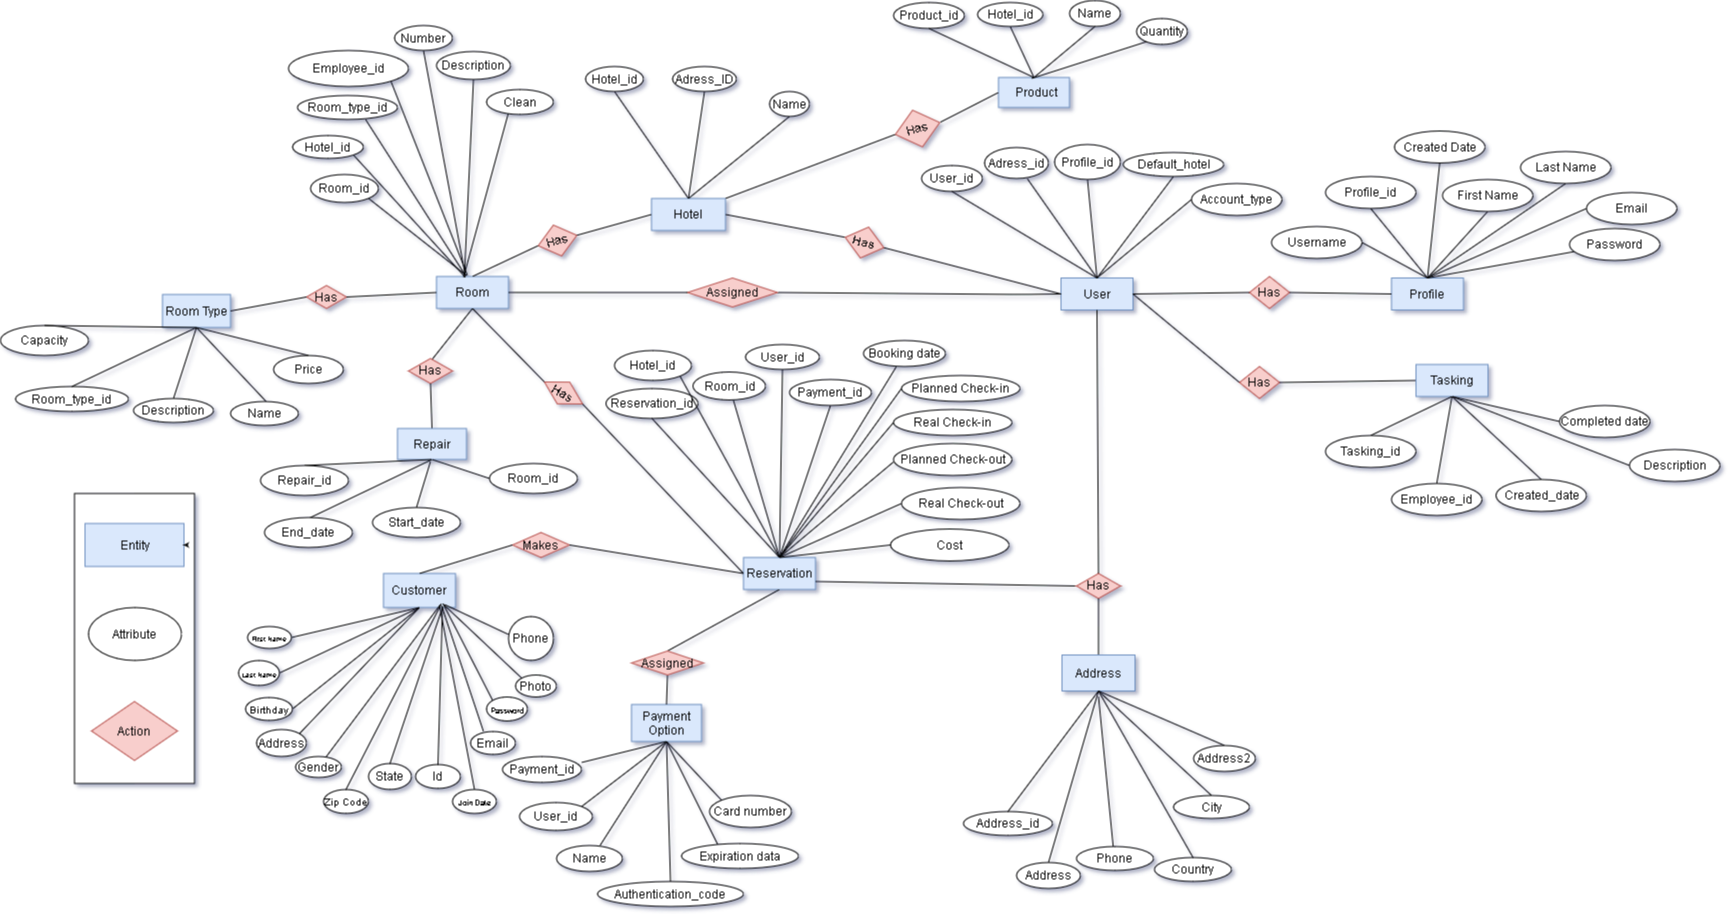 Product_id
Hotel_id
Name
Quantity
Product
Has
Number
Employee_id
Description
Room_type_id
Clean
Hotel_id
Room_id
Hotel_id
Adress_ID
Name
Hotel
Has
Has
User_id
Adress_id
Profile_id
Default_hotel
Account_type
Created Date
Last Name
Profile_id
First Name
Email
Username
Password
Room Type
Has
Room
Assigned
User
Has
Profile
Capacity
Price
Room_type_id
Description
Name
Has
Has
Hotel_id
User_id
Booking date
Room_id
Payment_id
Planned Check-in
Reservation_id
Real Check-in
Planned Check-out
Real Check-out
Cost
Has
Tasking
Completed date
Tasking_id
Description
Employee_id
Created_date
Repair
Repair_id
Room_id
End_date
Start_date
Entity
Attribute
Action
Makes
Customer
Reservation
Has
First Name
Last Name
Birthday
Address
Gender
Zip Code
State
Id
Join Date
Email
Password
Photo
Phone
Assigned
Payment
Option
Payment_id
User_id
Name
Authentication_code
Expiration data
Card number
Address
Address2
City
Address_id
Phone
Country
Address